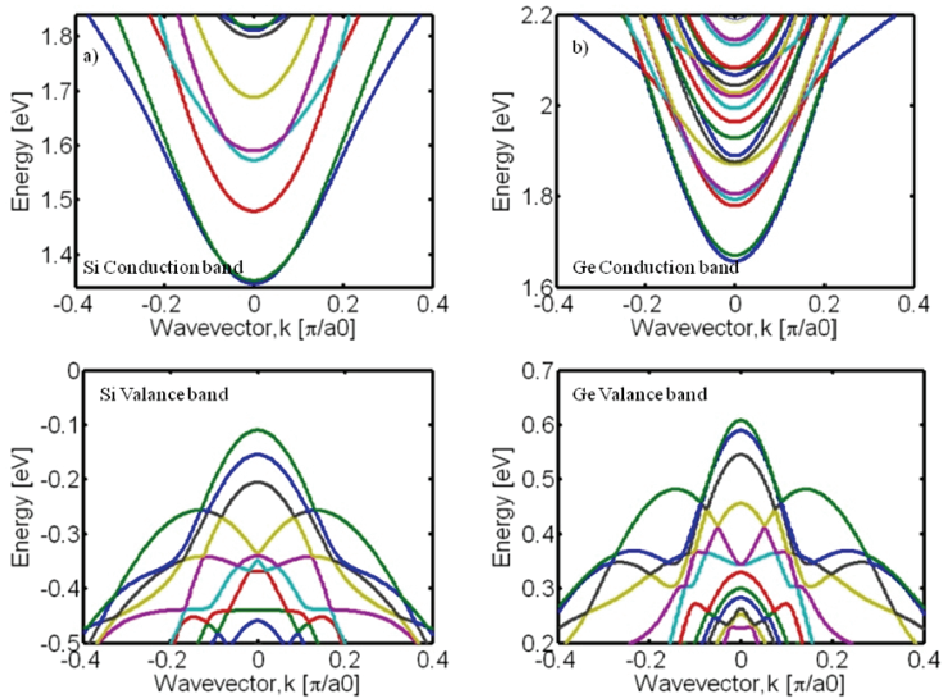 a)
Energy [eV]
1.8
1.7
1.6
1.5
1.4
Si Conduction band
-0.4 -0.2 0 0.2 0.4
Wavevector,k [π/a0]
b)
Energy [eV]
2.2
2
1.8
1.6
Ge Conduction band
-0.4 -0.2 0 0.2 0.4
Wavevector,k [π/a0]
Si Valance band
Energy [eV]
0
-0.1
-0.2
-0.3
-0.4
-0.5
-0.4 -0.2 0 0.2 0.4
Wavevector,k [π/a0]
Ge Valance band
Energy [eV]
0.7
0.6
0.5
0.4
0.3
0.2
-0.4 -0.2 0 0.2 0.4
Wavevector,k [π/a0]